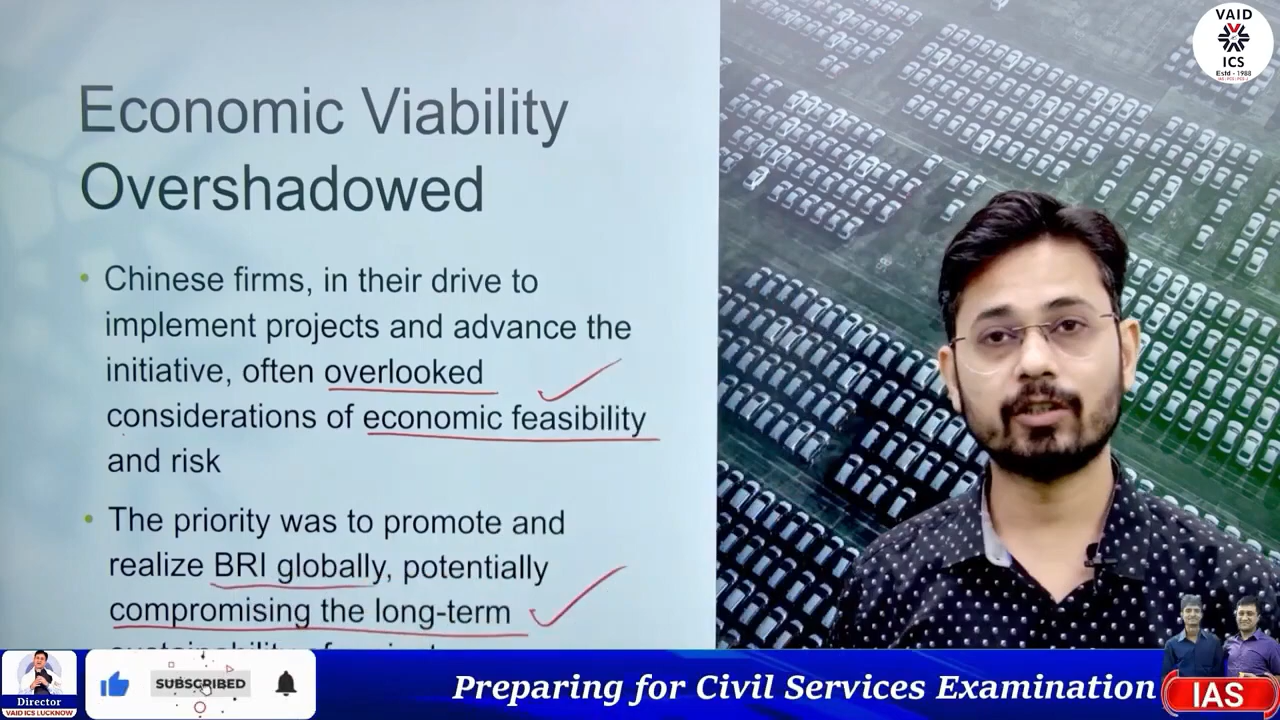 Economic Viability
Overshadowed
• Chinese firms, in their drive to
implement projects and advance the
initiative, often overlooked
considerations of economic feasibility
and risk
• The priority was to promote and
realize BRI globally, potentially
compromising the long-term
VAID
ICS
Estd - 1988
Director
VAID ICS LUCKNOW
SUBSCRIBED
Preparing for Civil Services Examination
IAS